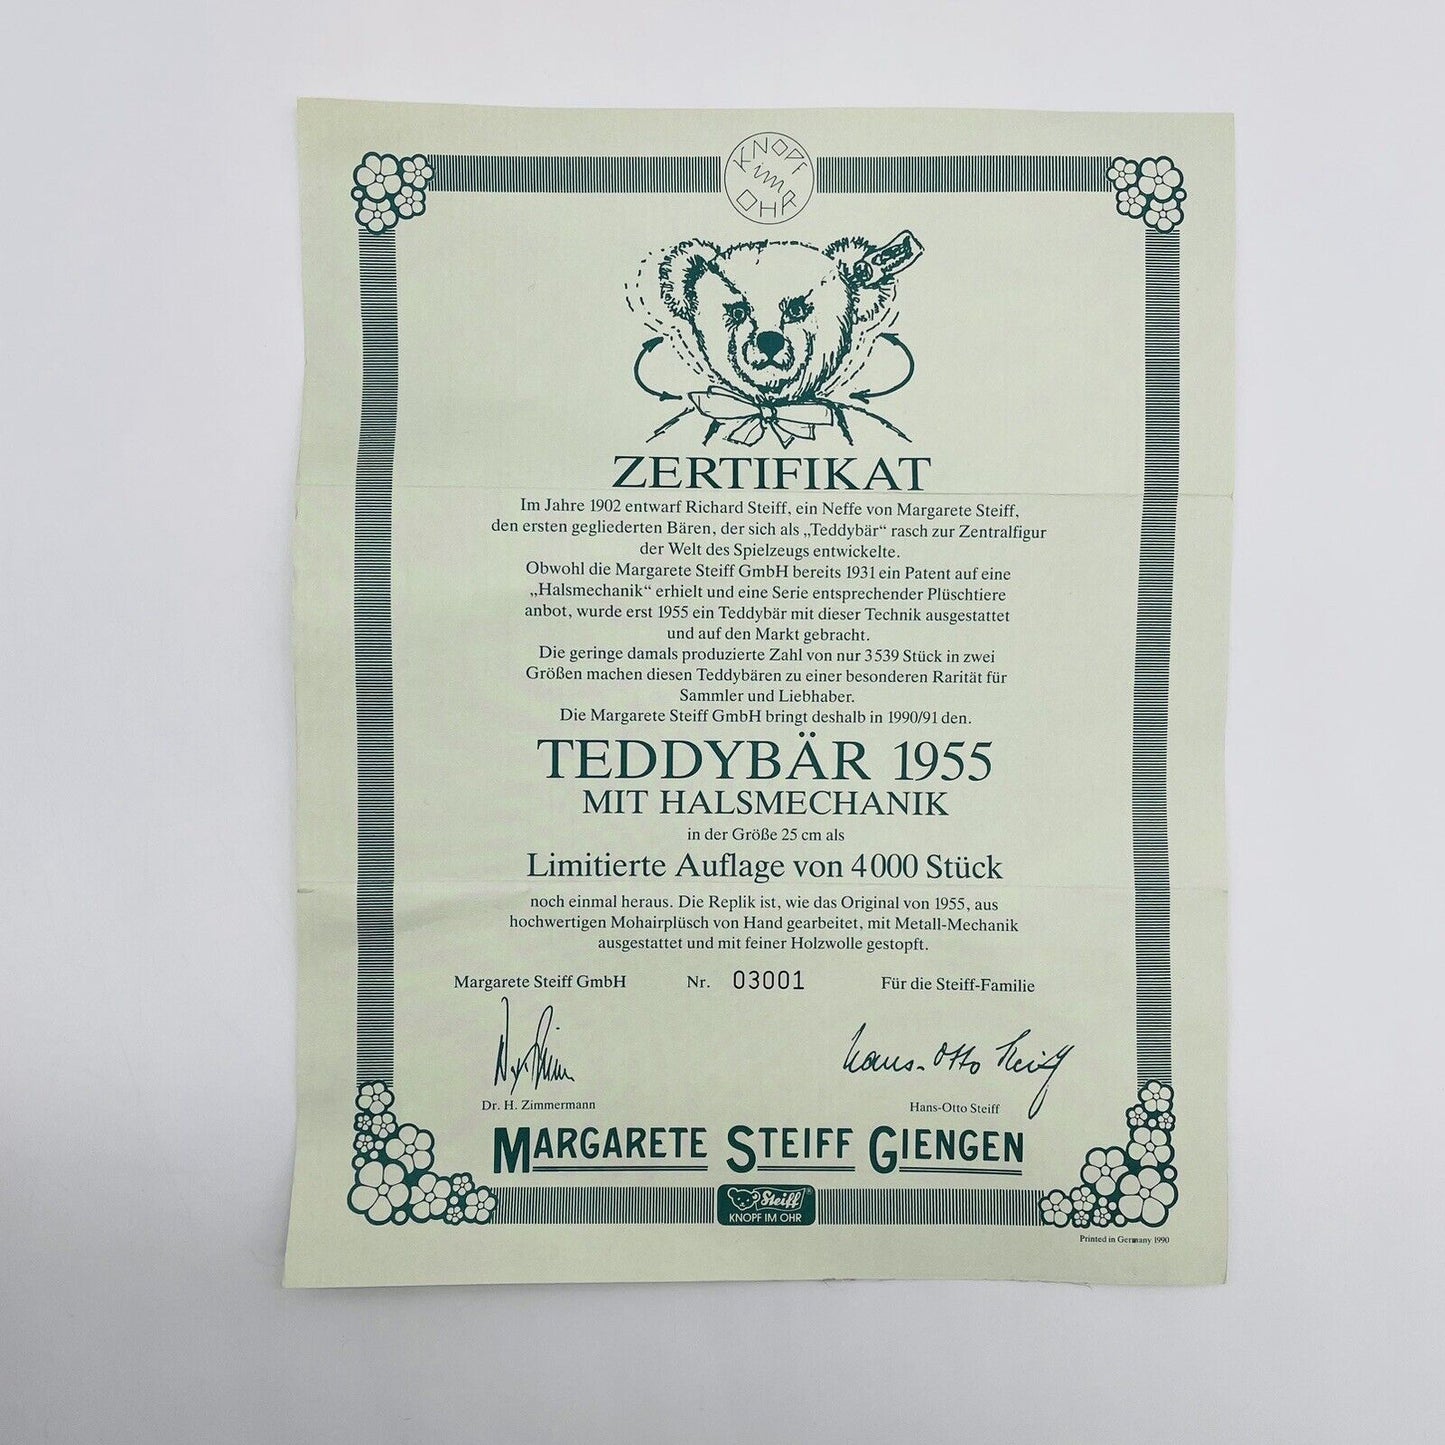 KNOPF
im
OHR
ZERTIFIKAT
Im Jahre 1902 entwarf Richard Steiff, ein Neffe von Margarete Steiff,
den ersten gegliederten Bären, der sich als „Teddybär“ rasch zur Zentralfigur
der Welt des Spielzeugs entwickelte.
Obwohl die Margarete Steiff GmbH bereits 1931 ein Patent auf eine
„Halsmechanik“ erhielt und eine Serie entsprechender Plüschtiere
anbot, wurde erst 1955 ein Teddybär mit dieser Technik ausgestattet
und auf den Markt gebracht.
Die geringe damals produzierte Zahl von nur 3539 Stück in zwei
Größen machen diesen Teddybären zu einer besonderen Rarität für
Sammler und Liebhaber.
Die Margarete Steiff GmbH bringt deshalb in 1990/91 den.
TEDDYBÄR 1955
MIT HALSMECHANIK
in der Größe 25 cm als
Limitierte Auflage von 4000 Stück
noch einmal heraus. Die Replik ist, wie das Original von 1955, aus
hochwertigen Mohairplüsch von Hand gearbeitet, mit Metall-Mechanik
ausgestattet und mit feiner Holzwolle gestopft.
Margarete Steiff GmbH Nr. 03001 Für die Steiff-Familie
Hans-Otto Steiff
Dr. H. Zimmermann Hans-Otto Steiff
MARGARETE STEIFF GIENGEN
Steiff®
KNOPF IM OHR
Printed in Germany 1990